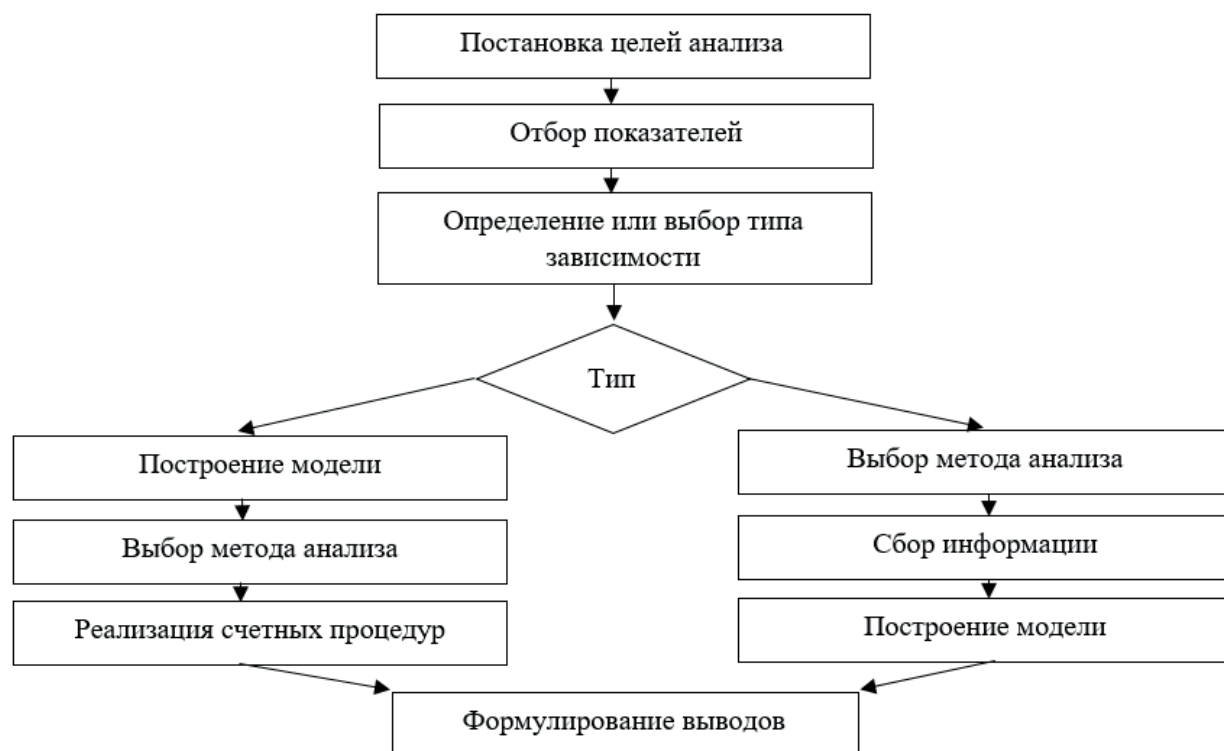 Постановка целей анализа
Отбор показателей
Определение или выбор типа
зависимости
Тип
Построение модели
Выбор метода анализа
Реализация счетных процедур
Выбор метода анализа
Сбор информации
Построение модели
Формулирование выводов